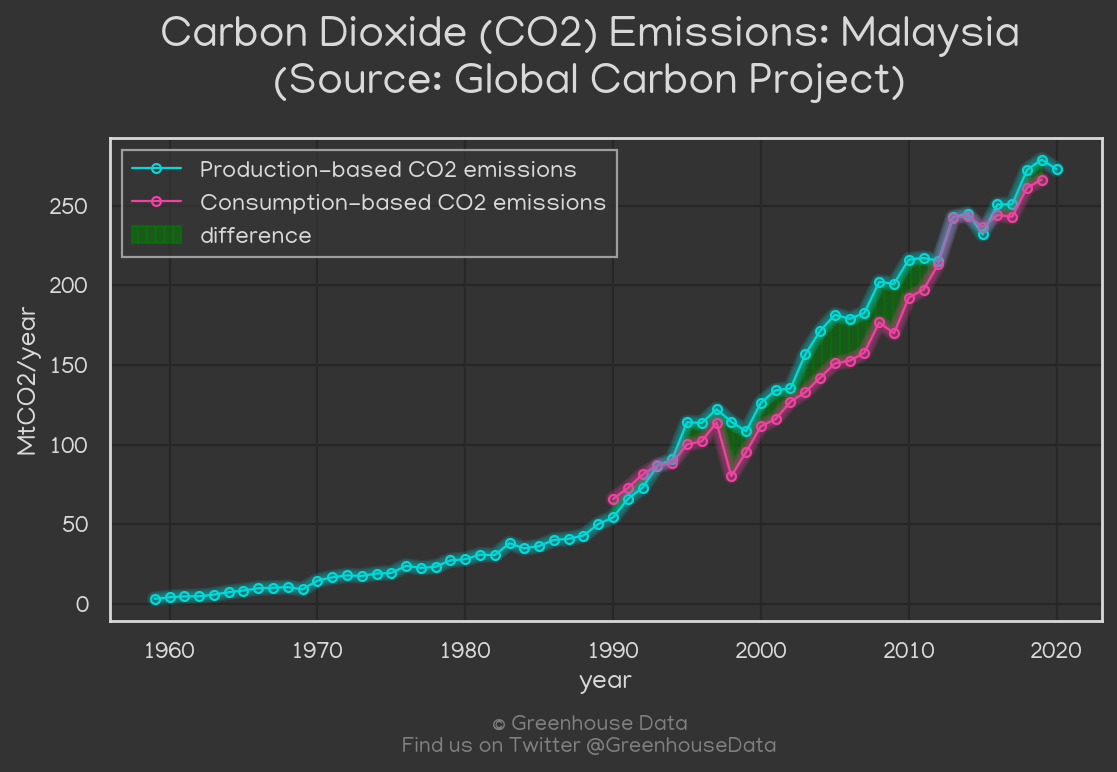 Carbon Dioxide (CO2) Emissions: Malaysia
(Source: Global Carbon Project)
Production-based CO2 emissions
Consumption-based CO2 emissions
difference
MtCO2/year
250
200
150
100
50
0
1960 1970 1980 1990 2000 2010 2020
year
© Greenhouse Data
Find us on Twitter @GreenhouseData